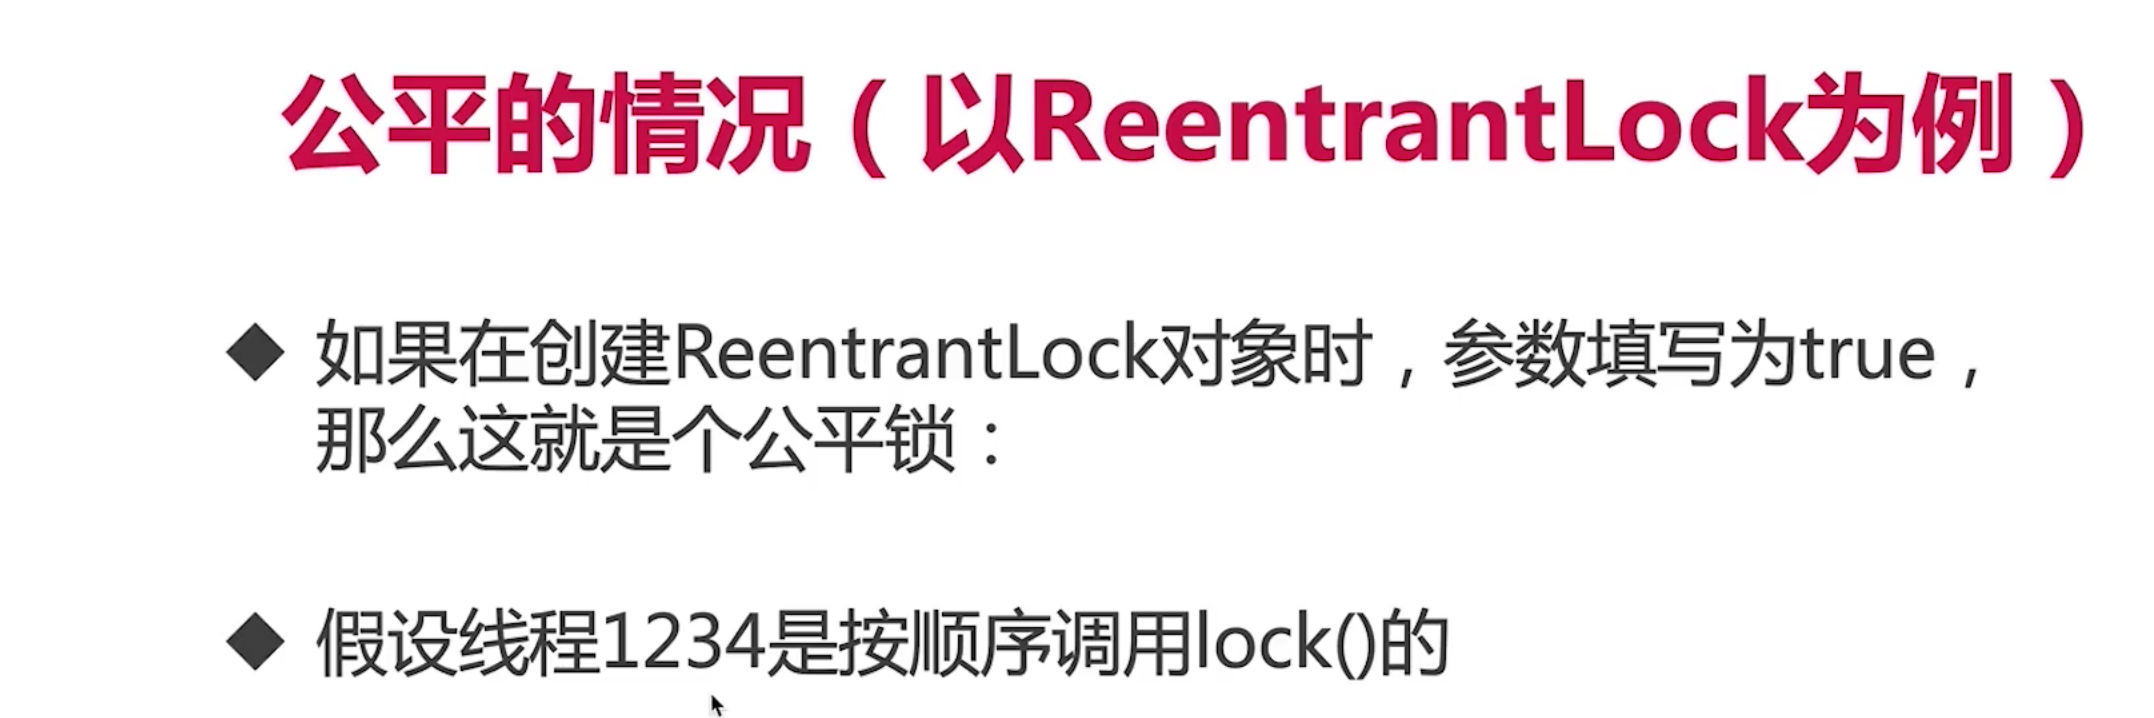 公平的情况（以ReentrantLock为例）
◆ 如果在创建ReentrantLock对象时，参数填写为true，
那么这就是个公平锁：
◆ 假设线程1234是按顺序调用lock()的